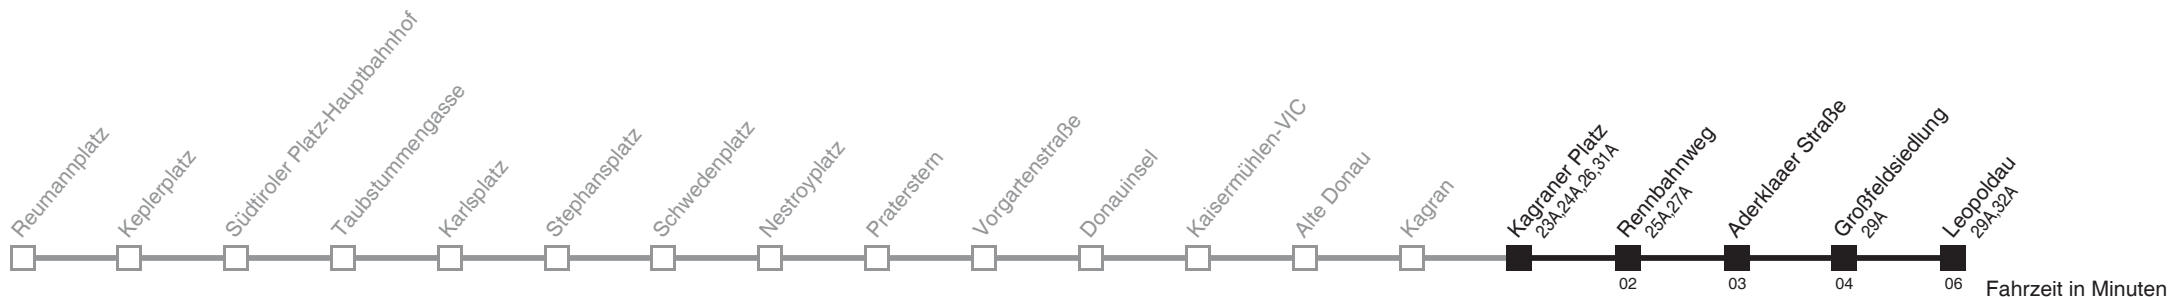 Reumannplatz
Keplerplatz
Südtiroler Platz-Hauptbahnhof
Taubstummengasse
Karlsplatz
Stephansplatz
Schwedenplatz
Nestroyplatz
Praterstern
Vorgartenstraße
Donauinsel
Kaisermühlen-VIC
Alte Donau
Kagran
Kagraner Platz
23A,24A,26,31A
Rennbahnweg
25A,27A
Aderklaaer Straße
Großfeldsiedlung
29A
Leopoldau
29A,32A
02 03 04 06 Fahrzeit in Minuten